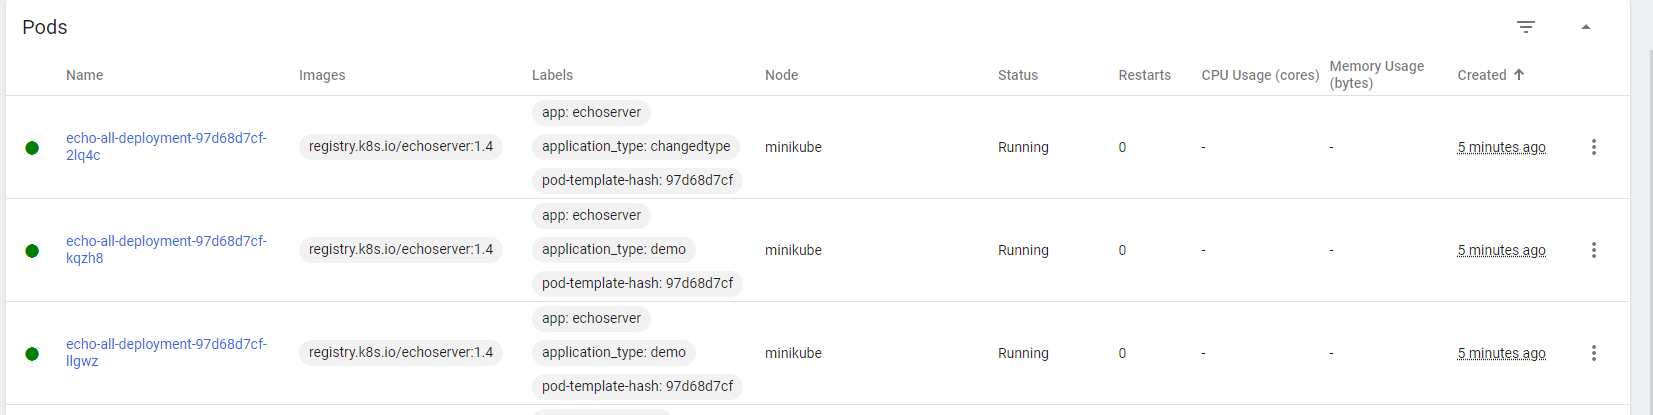 Pods
Name Images Labels Node Status Restarts CPU Usage (cores) Memory Usage (bytes) Created
echo-all-deployment-97d68d7cf-2lq4c
registry.k8s.io/echoserver:1.4
app: echoserver
application_type: changedtype
pod-template-hash: 97d68d7cf
minikube
Running
0
-
-
5 minutes ago
echo-all-deployment-97d68d7cf-kqzh8
registry.k8s.io/echoserver:1.4
app: echoserver
application_type: demo
pod-template-hash: 97d68d7cf
minikube
Running
0
-
-
5 minutes ago
echo-all-deployment-97d68d7cf-llgwz
registry.k8s.io/echoserver:1.4
app: echoserver
application_type: demo
pod-template-hash: 97d68d7cf
minikube
Running
0
-
-
5 minutes ago